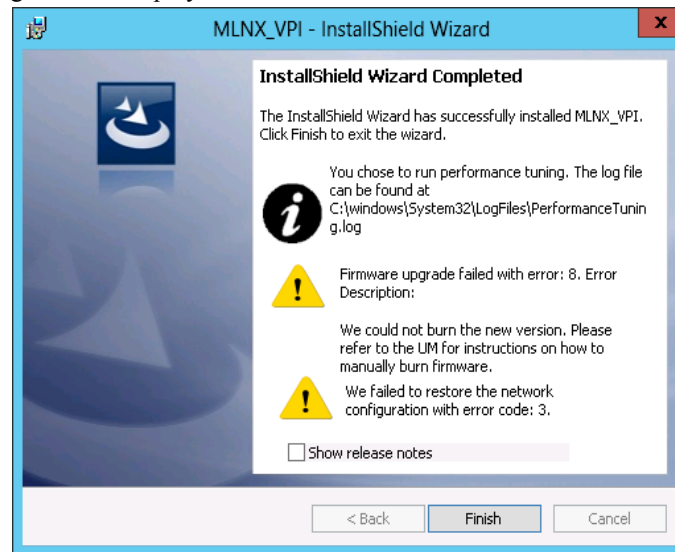 MLNX_VPI - InstallShield Wizard
x
InstallShield Wizard Completed
The InstallShield Wizard has successfully installed MLNX_VPI.
Click Finish to exit the wizard.
You chose to run performance tuning. The log file
can be found at
C:\windows\System32\LogFiles\PerformanceTunin
g.log
Firmware upgrade failed with error: 8. Error
Description:
We could not burn the new version. Please
refer to the UM for instructions on how to
manually burn firmware.
We failed to restore the network
configuration with error code: 3.
Show release notes
< Back
Finish
Cancel